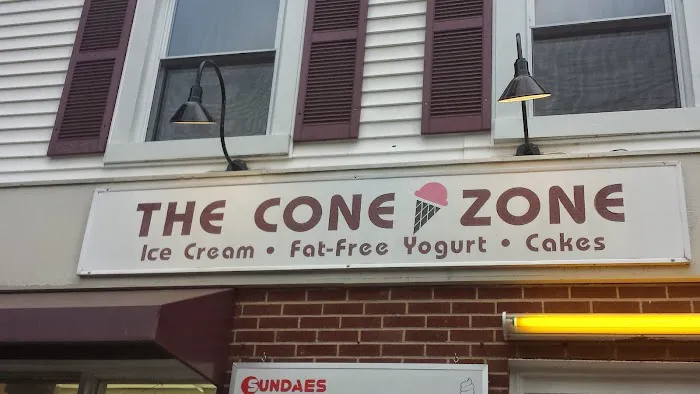 THE CONE ZONE
Ice Cream • Fat-Free Yogurt • Cakes
SUNDAES